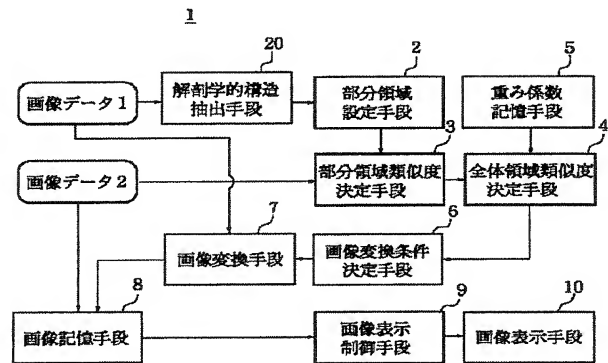 1
20
2
5
画像データ1
解剖学的構造
抽出手段
部分領域
設定手段
重み係数
記憶手段
3
4
画像データ2
部分領域類似度
決定手段
全体領域類似度
決定手段
7
6
画像変換手段
画像変換条件
決定手段
8
9
10
画像記憶手段
画像表示
制御手段
画像表示手段